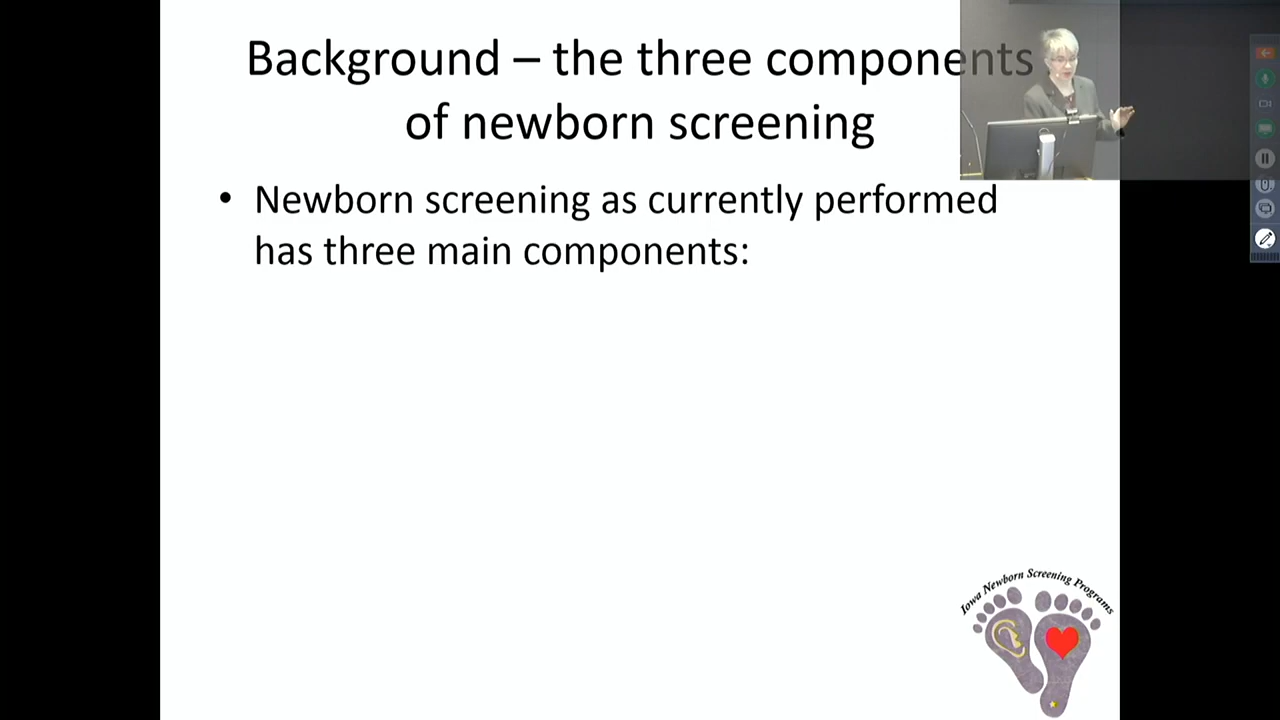 Background – the three components
of newborn screening
• Newborn screening as currently performed
has three main components:
Iowa Newborn Screening Programs